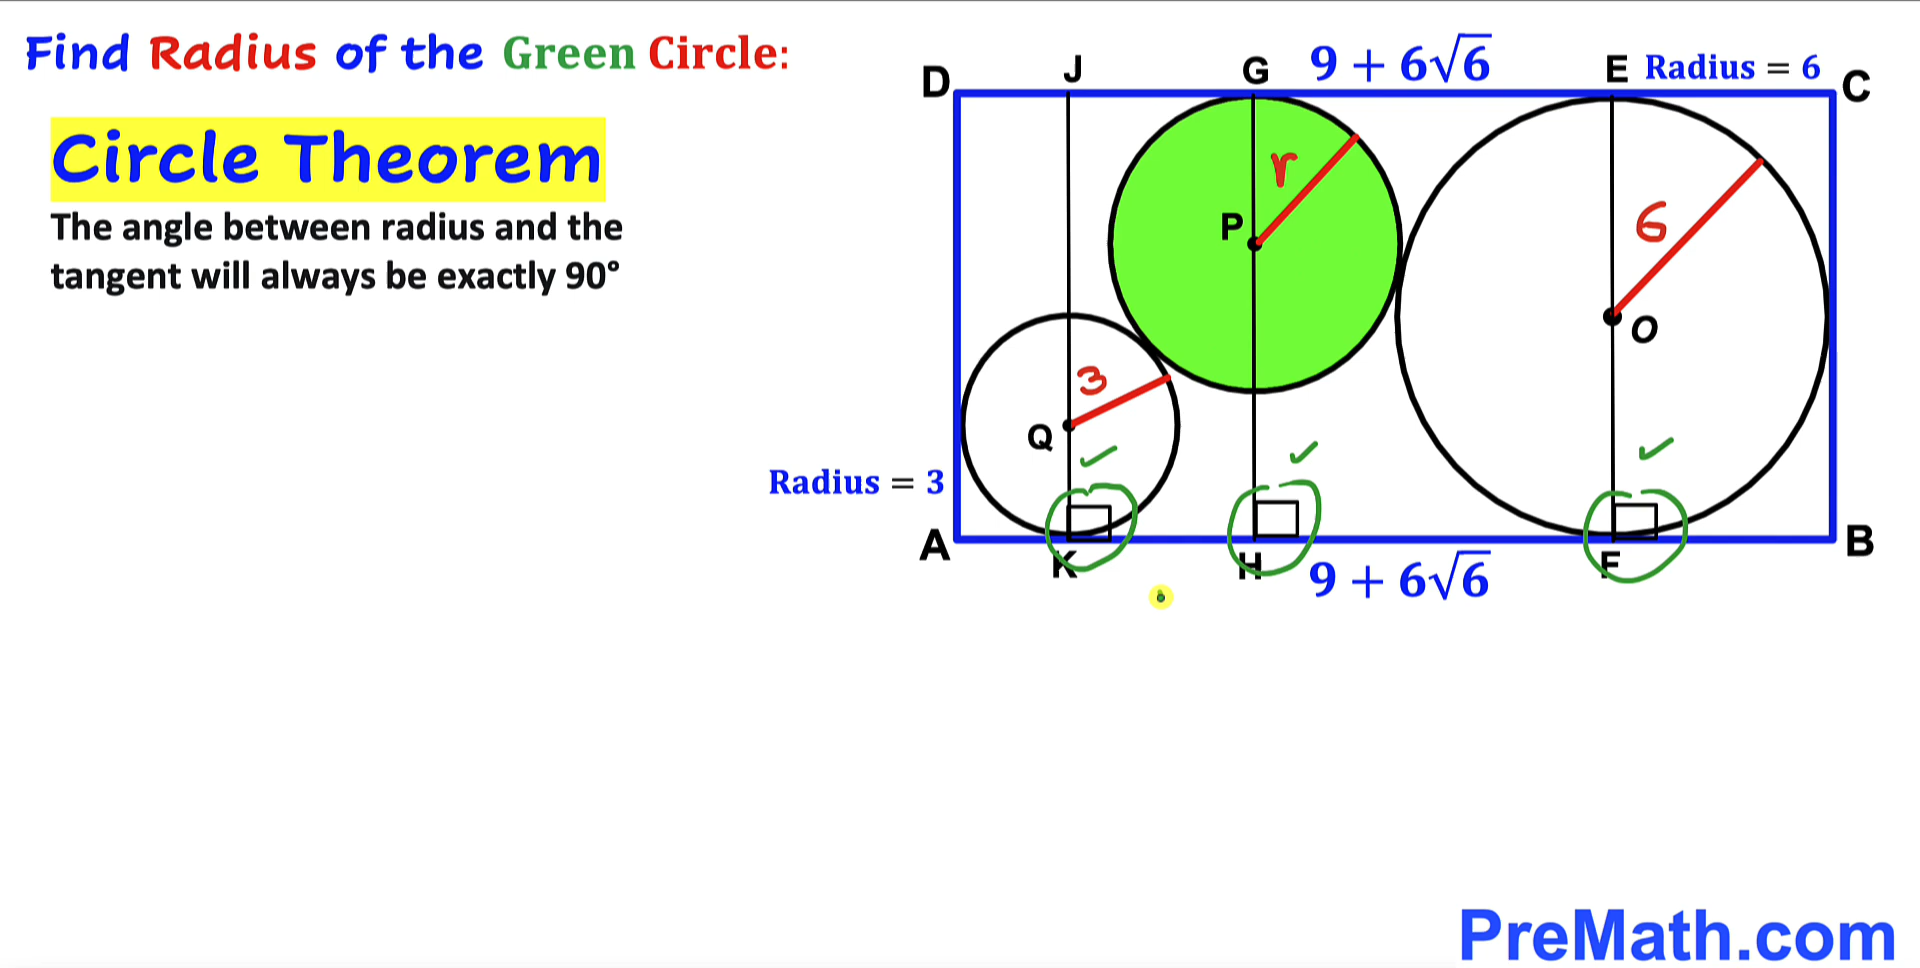 Find Radius of the Green Circle:
Circle Theorem
The angle between radius and the
tangent will always be exactly 90°
D
J
G
9 + 6√6
E
Radius = 6
C
r
P
6
O
3
Q
Radius = 3
A
K
H
9 + 6√6
F
B
PreMath.com